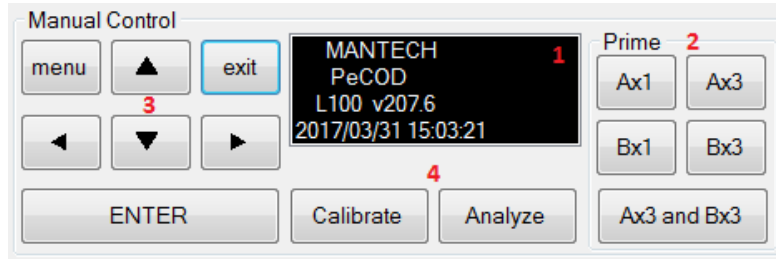 Manual Control
menu
exit
3
ENTER
MANTECH
PeCOD
L100 v207.6
2017/03/31 15:03:21
1
4
Calibrate
Analyze
Prime
2
Ax1
Ax3
Bx1
Bx3
Ax3 and Bx3